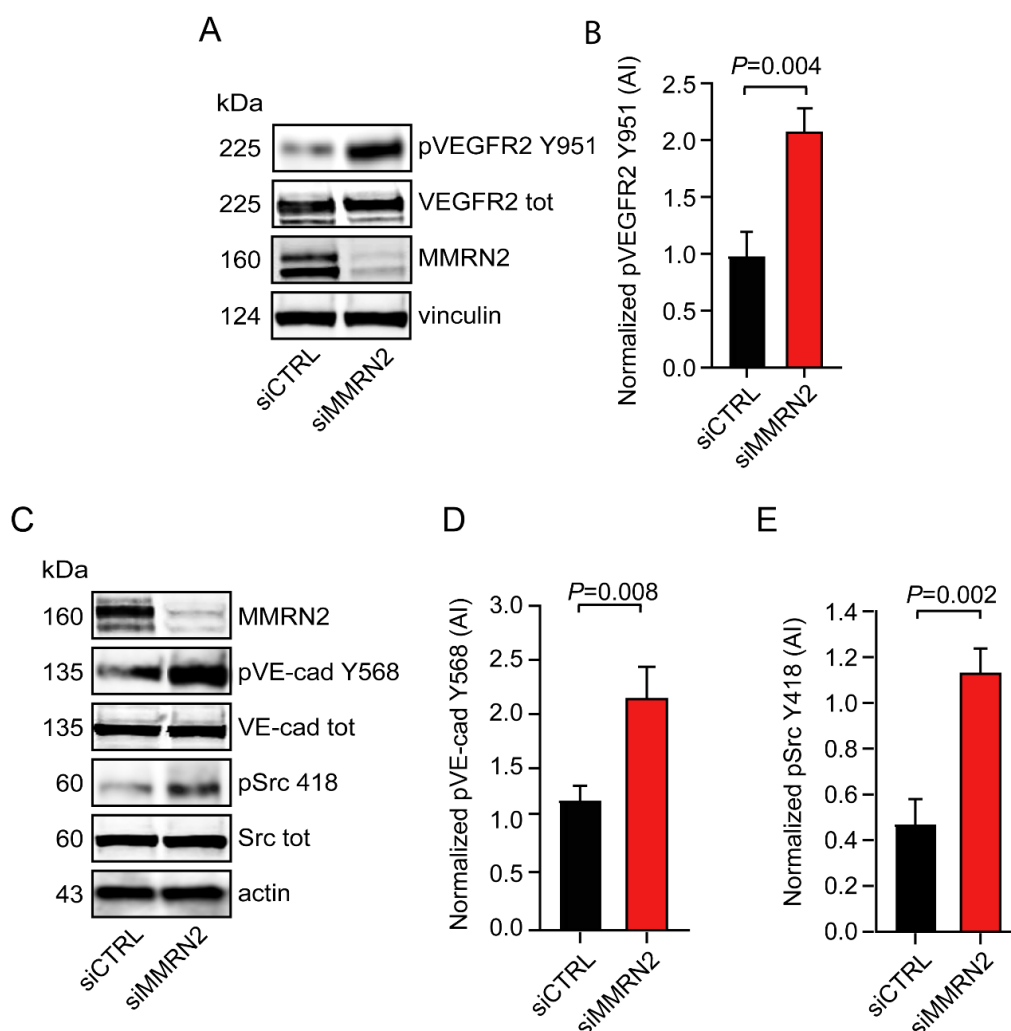 A
kDa
225 pVEGFR2 Y951
225 VEGFR2 tot
160 MMRN2
124 vinculin
siCTRL
siMMRN2
B
P=0.004
Normalized pVEGFR2 Y951 (AI)
2.5
2.0
1.5
1.0
0.5
0.0
siCTRL
siMMRN2
C
kDa
160 MMRN2
135 pVE-cad Y568
135 VE-cad tot
60 pSrc 418
60 Src tot
43 actin
siCTRL
siMMRN2
D
P=0.008
Normalized pVE-cad Y568 (AI)
3.0
2.5
2.0
1.5
1.0
0.5
0.0
siCTRL
siMMRN2
E
P=0.002
Normalized pSrc Y418 (AI)
1.4
1.2
1.0
0.8
0.6
0.4
0.2
0.0
siCTRL
siMMRN2